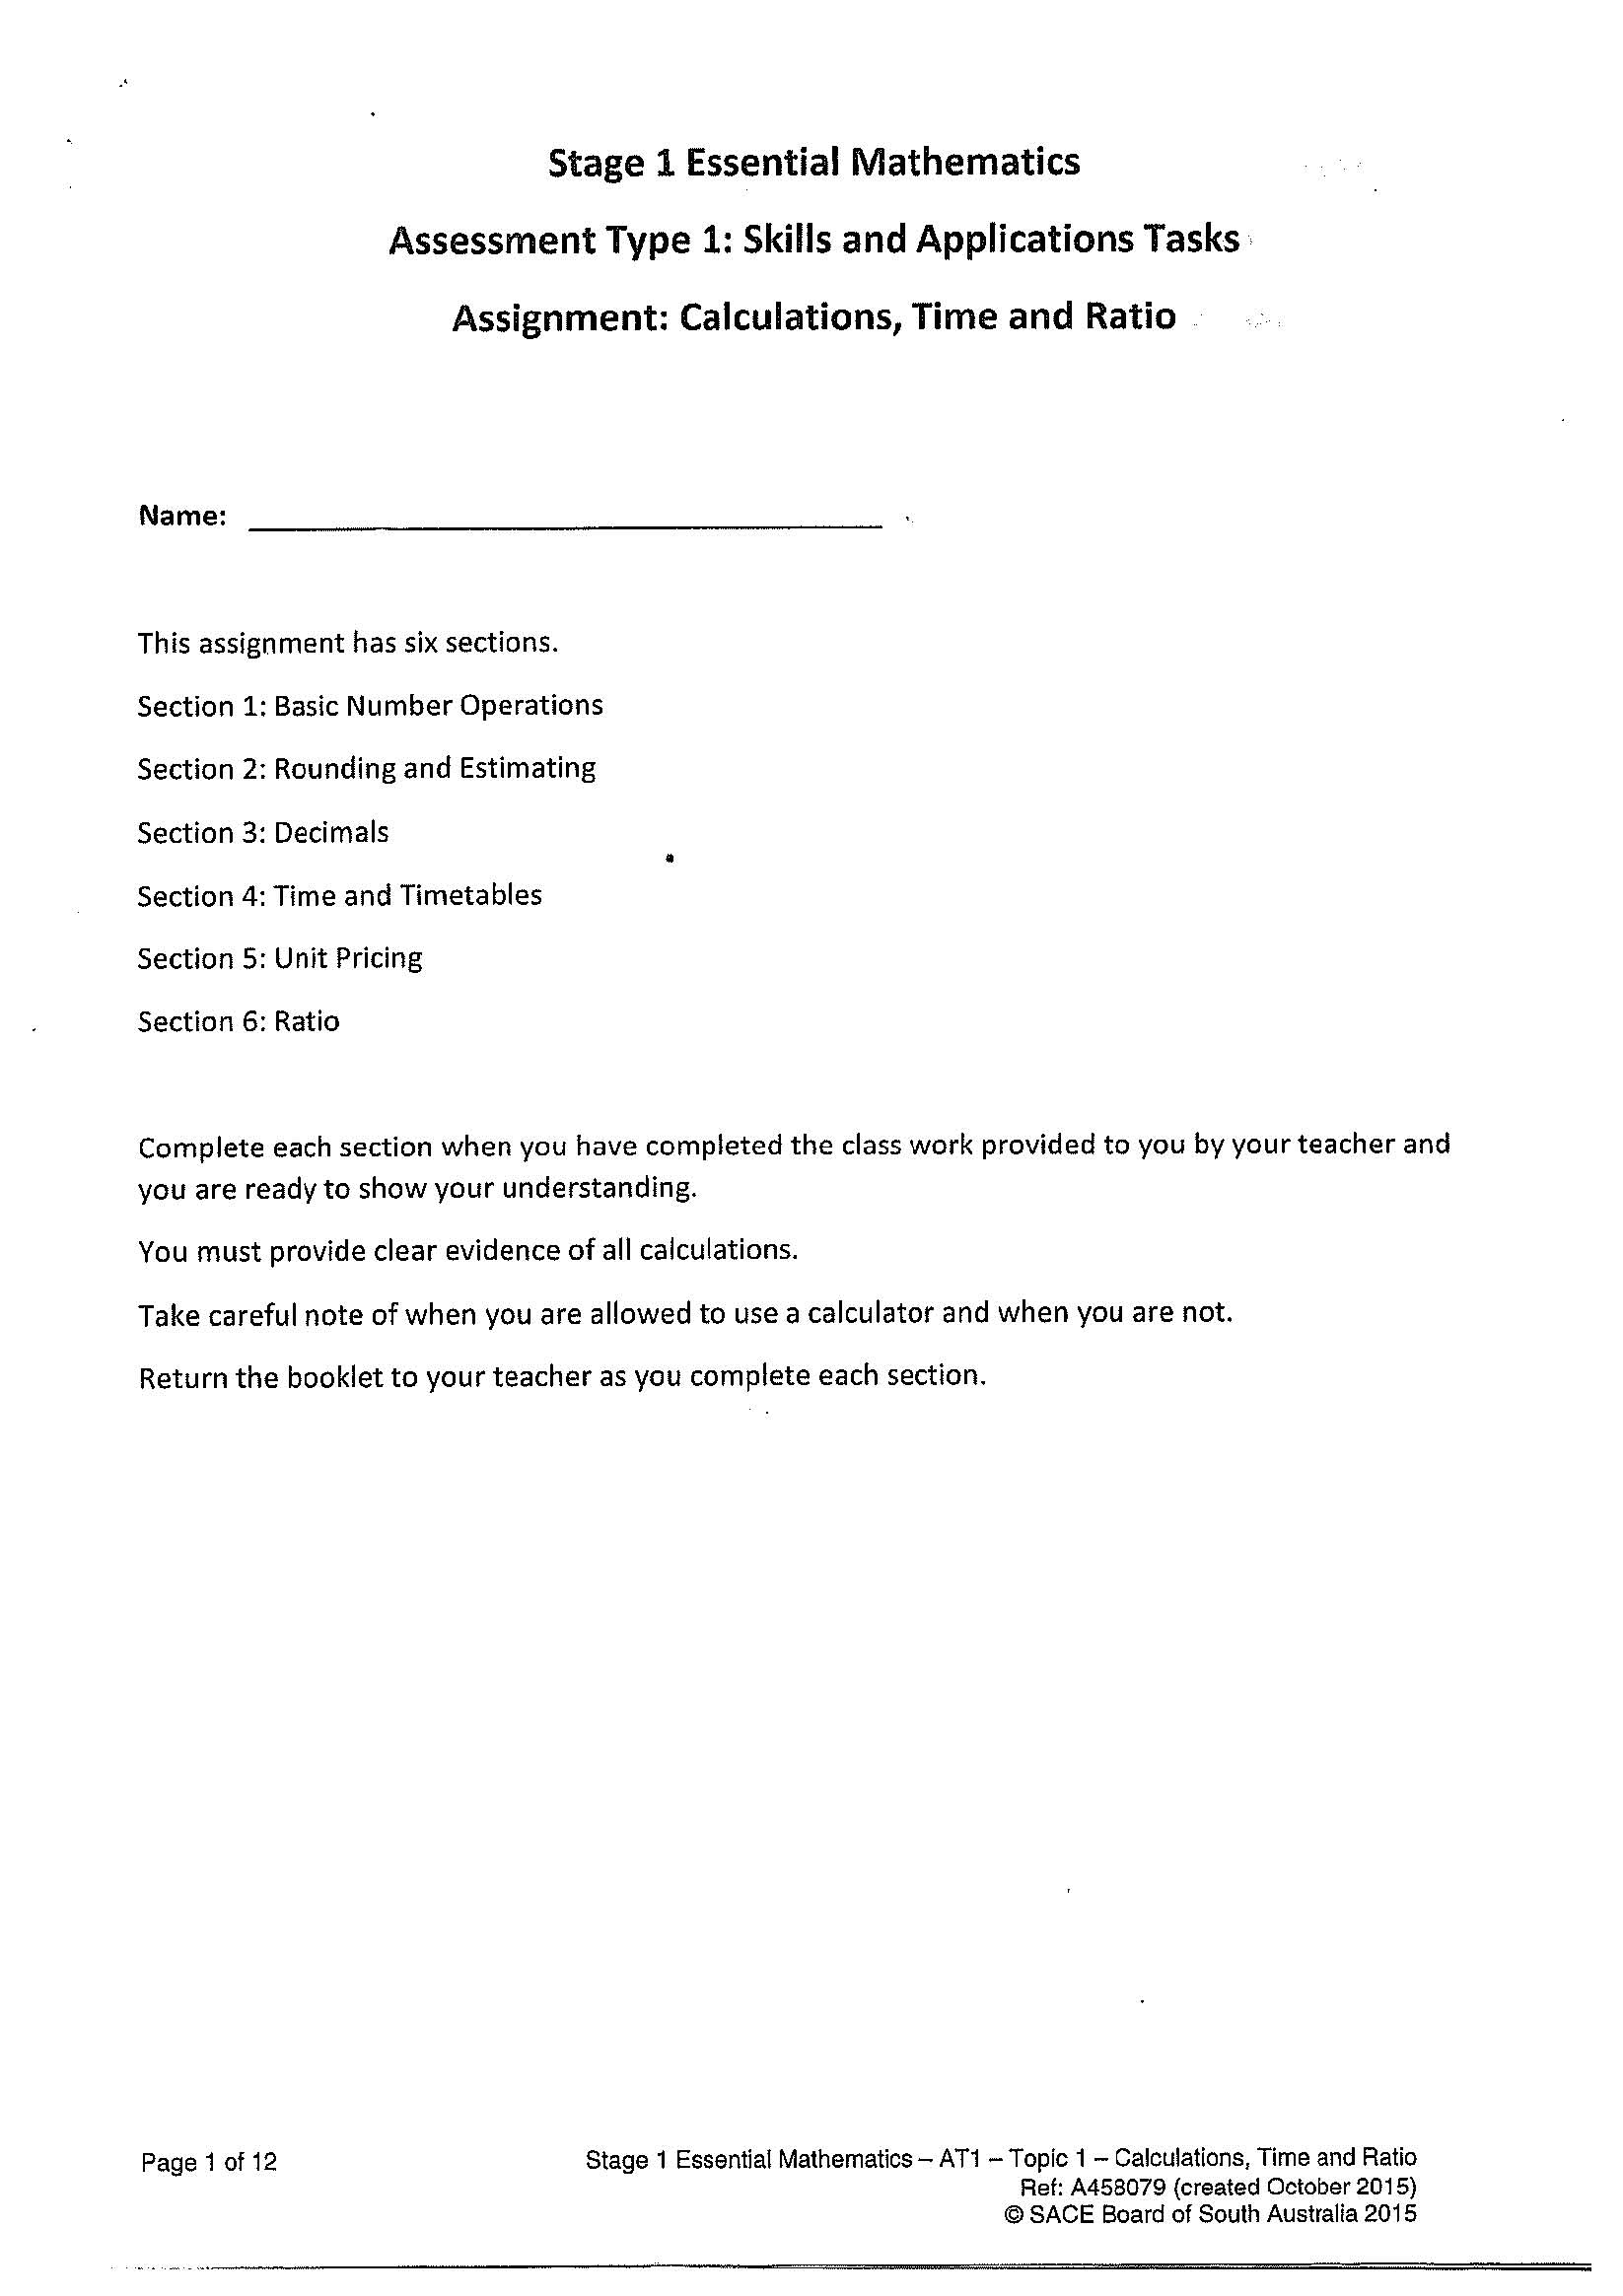 Stage 1 Essential Mathematics
Assessment Type 1: Skills and Applications Tasks
Assignment: Calculations, Time and Ratio
Name:
This assignment has six sections.
Section 1: Basic Number Operations
Section 2: Rounding and Estimating
Section 3: Decimals
Section 4: Time and Timetables
Section 5: Unit Pricing
Section 6: Ratio
Complete each section when you have completed the class work provided to you by your teacher and
you are ready to show your understanding.
You must provide clear evidence of all calculations.
Take careful note of when you are allowed to use a calculator and when you are not.
Return the booklet to your teacher as you complete each section.
Page 1 of 12
Stage 1 Essential Mathematics – AT1 – Topic 1 – Calculations, Time and Ratio
Ref: A458079 (created October 2015)
© SACE Board of South Australia 2015